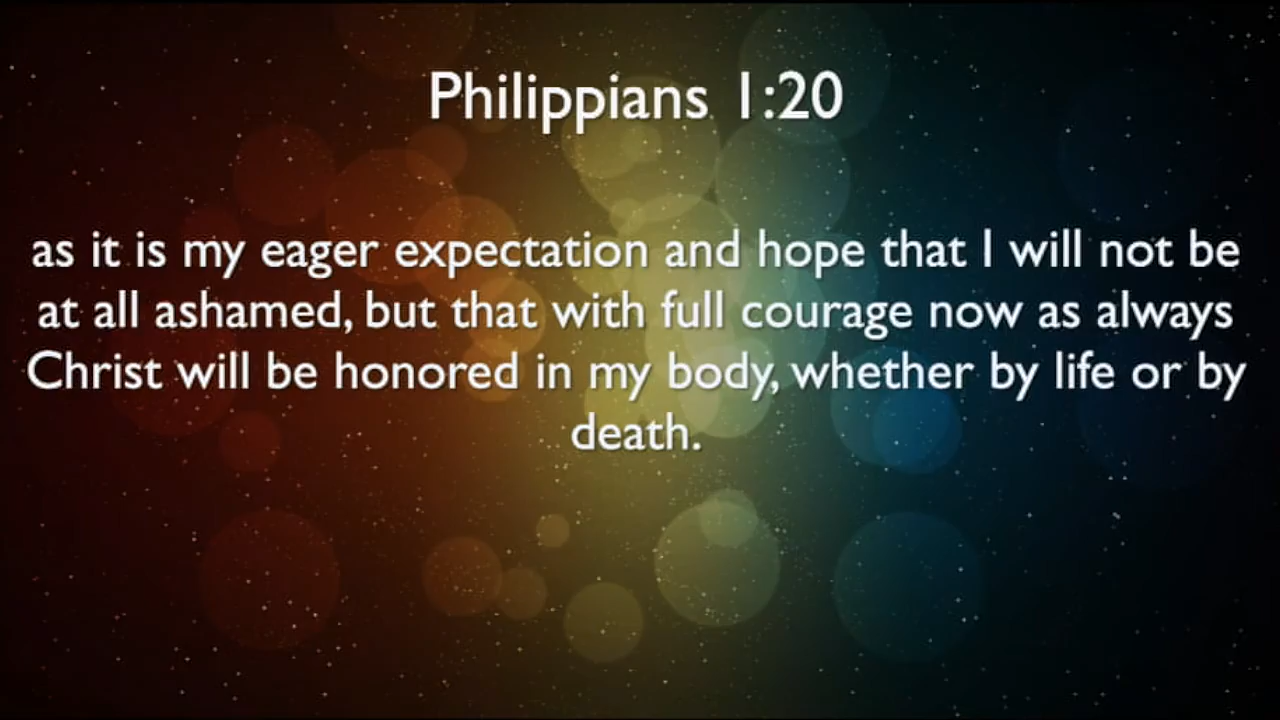 Philippians 1:20
as it is my eager expectation and hope that I will not be
at all ashamed, but that with full courage now as always
Christ will be honored in my body, whether by life or by
death.